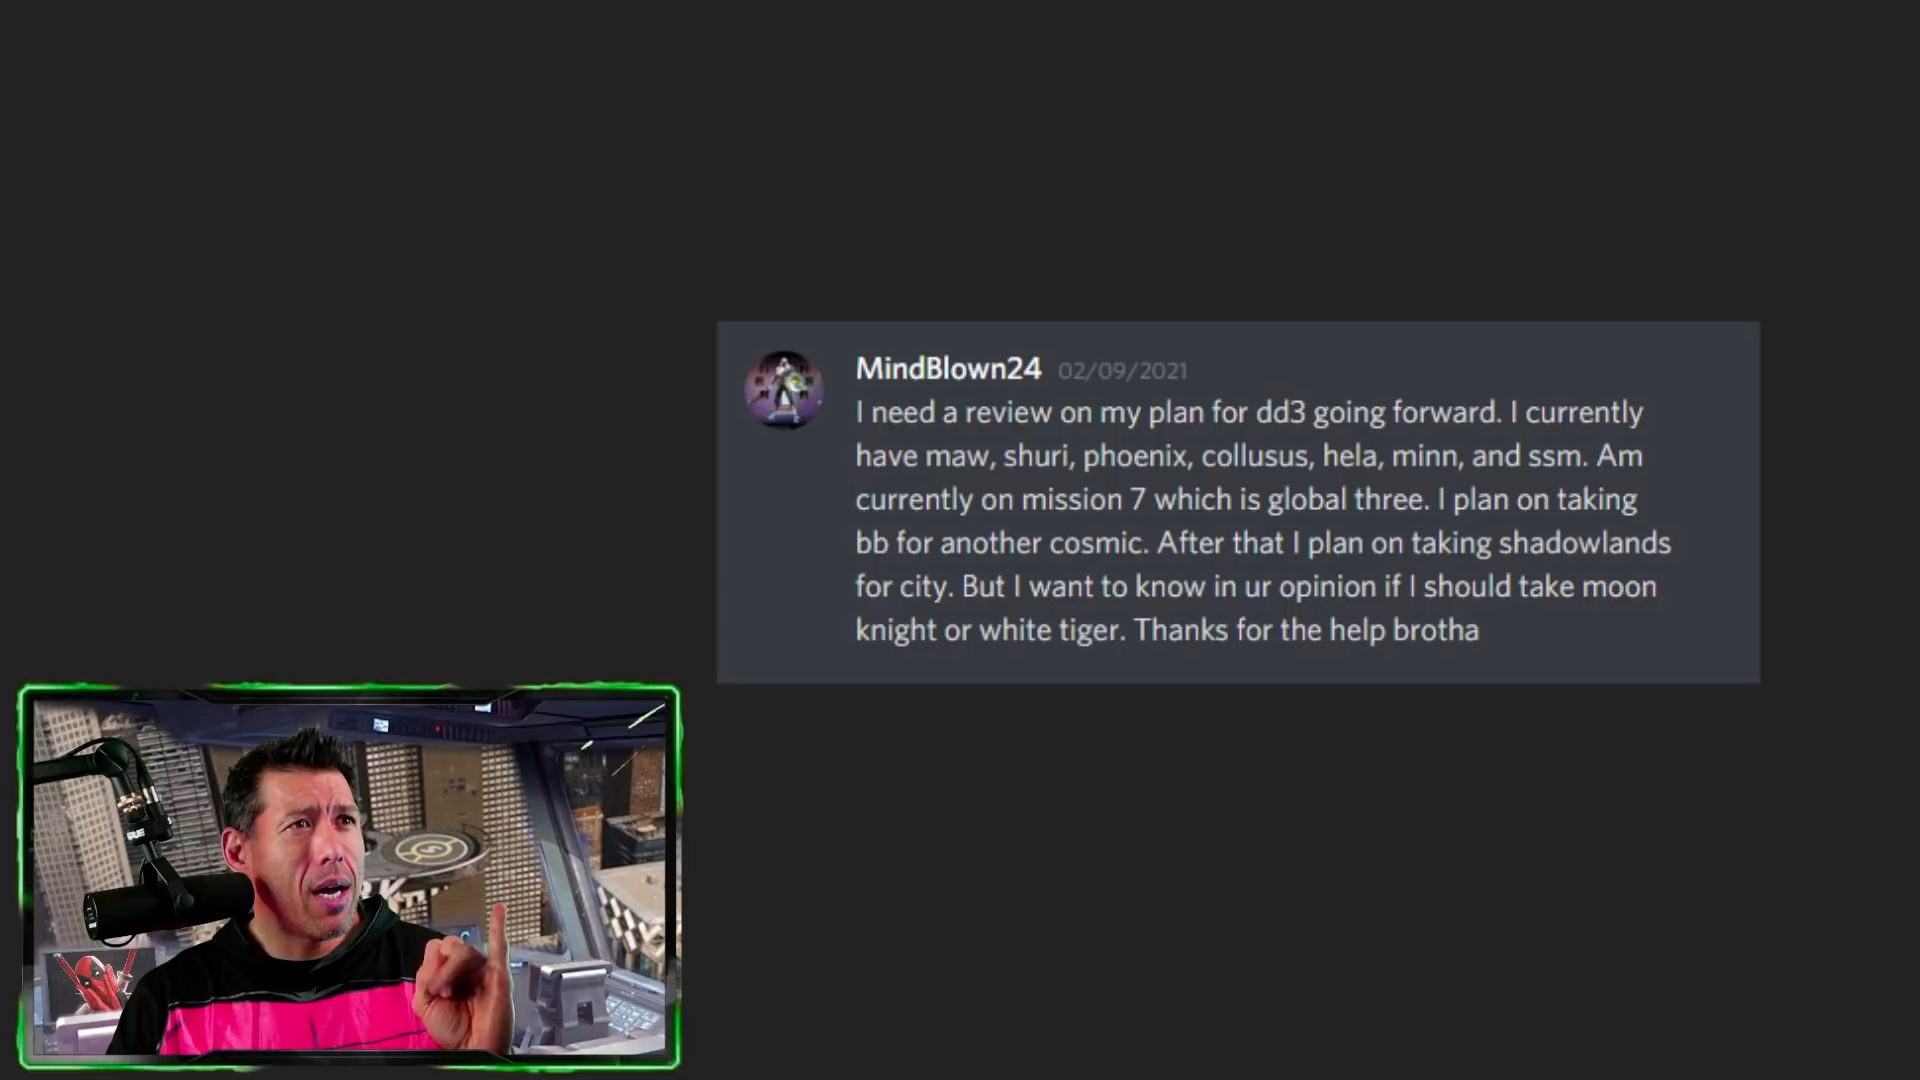 MindBlown24 02/09/2021
I need a review on my plan for dd3 going forward. I currently
have maw, shuri, phoenix, collusus, hela, minn, and ssm. Am
currently on mission 7 which is global three. I plan on taking
bb for another cosmic. After that I plan on taking shadowlands
for city. But I want to know in ur opinion if I should take moon
knight or white tiger. Thanks for the help brotha